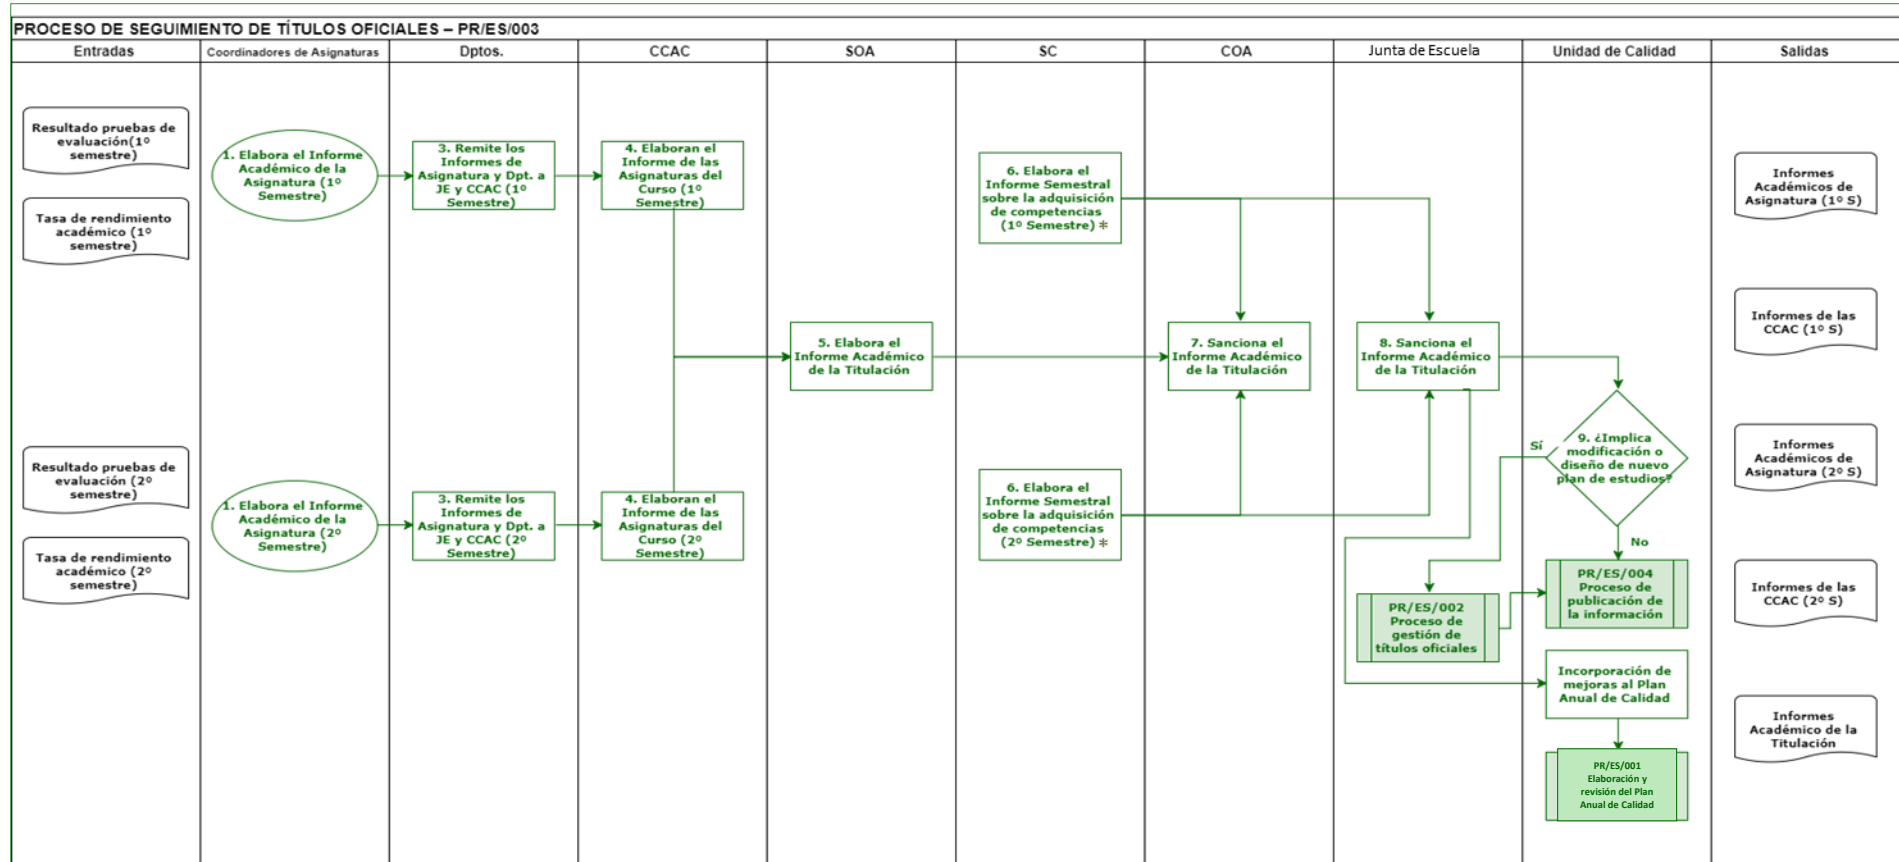 PROCESO DE SEGUIMIENTO DE TÍTULOS OFICIALES – PR/ES/003
Entradas
Coordinadores de Asignaturas
Dptos.
CCAC
SOA
SC
COA
Junta de Escuela
Unidad de Calidad
Salidas
Resultado pruebas de
evaluación(1º
semestre)
Tasa de rendimiento
académico (1º
semestre)
Resultado pruebas de
evaluación (2º
semestre)
Tasa de rendimiento
académico (2º
semestre)
1. Elabora el Informe
Académico de la
Asignatura (1º
Semestre)
1. Elabora el Informe
Académico de la
Asignatura (2º
Semestre)
3. Remite los
Informes de
Asignatura y Dpt. a
JE y CCAC (1º
Semestre)
3. Remite los
Informes de
Asignatura y Dpt. a
JE y CCAC (2º
Semestre)
4. Elaboran el
Informe de las
Asignaturas del
Curso (1º
Semestre)
4. Elaboran el
Informe de las
Asignaturas del
Curso (2º
Semestre)
5. Elabora el
Informe Académico
de la Titulación
6. Elabora el
Informe Semestral
sobre la adquisición
de competencias
(1º Semestre) *
6. Elabora el
Informe Semestral
sobre la adquisición
de competencias
(2º Semestre) *
7. Sanciona el
Informe Académico
de la Titulación
8. Sanciona el
Informe Académico
de la Titulación
PR/ES/002
Proceso de
gestión de
títulos oficiales
Sí
9. ¿Implica
modificación o
diseño de nuevo
plan de estudios?
No
PR/ES/004
Proceso de
publicación de
la información
Incorporación de
mejoras al Plan
Anual de Calidad
PR/ES/001
Elaboración y
revisión del Plan
Anual de Calidad
Informes
Académicos de
Asignatura (1º S)
Informes de las
CCAC (1º S)
Informes
Académicos de
Asignatura (2º S)
Informes de las
CCAC (2º S)
Informes
Académico de la
Titulación